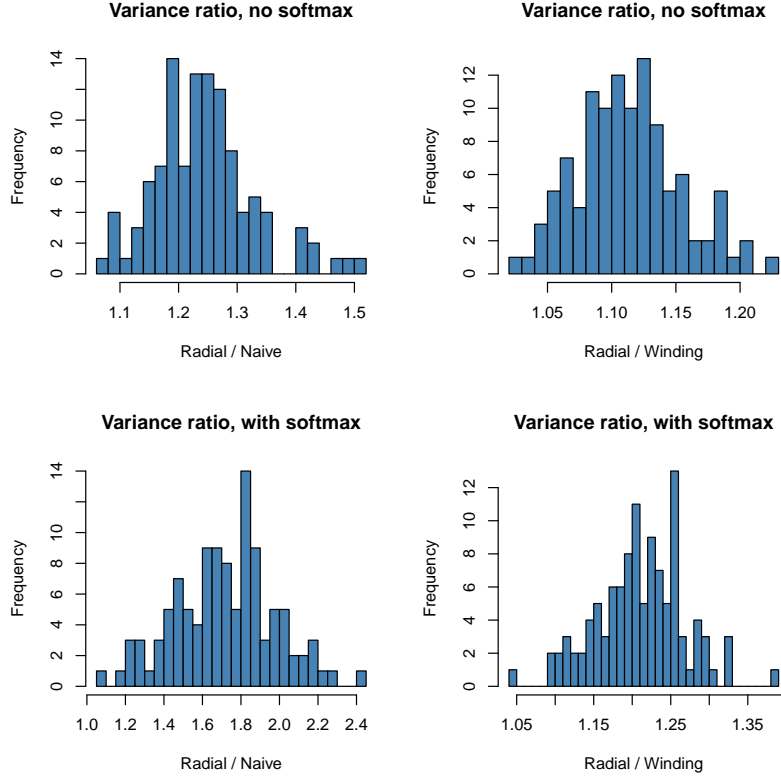 Variance ratio, no softmax
14
10
8
6
4
2
0
Frequency
1.1 1.2 1.3 1.4 1.5
Radial / Naive
Variance ratio, no softmax
12
10
8
6
4
2
0
Frequency
1.05 1.10 1.15 1.20
Radial / Winding
Variance ratio, with softmax
14
10
8
6
4
2
0
Frequency
1.0 1.2 1.4 1.6 1.8 2.0 2.2 2.4
Radial / Naive
Variance ratio, with softmax
12
10
8
6
4
2
0
Frequency
1.05 1.15 1.25 1.35
Radial / Winding